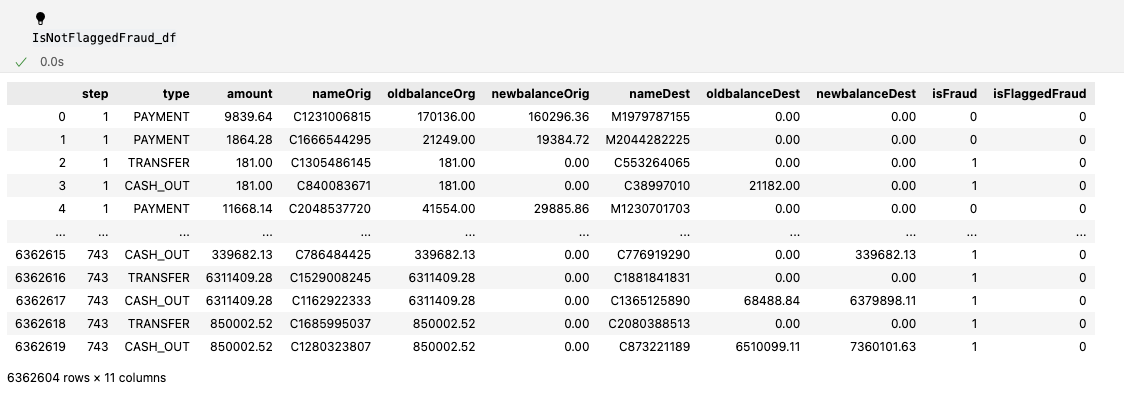 IsNotFlaggedFraud_df
0.0s
step type amount nameOrig oldbalanceOrg newbalanceOrig nameDest oldbalanceDest newbalanceDest isFraud isFlaggedFraud
0 1 PAYMENT 9839.64 C1231006815 170136.00 160296.36 M1979787155 0.00 0.00 0 0
1 1 PAYMENT 1864.28 C1666544295 21249.00 19384.72 M2044282225 0.00 0.00 0 0
2 1 TRANSFER 181.00 C1305486145 181.00 0.00 C553264065 0.00 0.00 1 0
3 1 CASH_OUT 181.00 C840083671 181.00 0.00 C38997010 21182.00 0.00 1 0
4 1 PAYMENT 11668.14 C2048537720 41554.00 29885.86 M1230701703 0.00 0.00 0 0
... ... ... ... ... ... ... ... ... ... ... ...
6362615 743 CASH_OUT 339682.13 C786484425 339682.13 0.00 C776919290 0.00 339682.13 1 0
6362616 743 TRANSFER 6311409.28 C1529008245 6311409.28 0.00 C1881841831 0.00 0.00 1 0
6362617 743 CASH_OUT 6311409.28 C1162922333 6311409.28 0.00 C1365125890 68488.84 6379898.11 1 0
6362618 743 TRANSFER 850002.52 C1685995037 850002.52 0.00 C2080388513 0.00 0.00 1 0
6362619 743 CASH_OUT 850002.52 C1280323807 850002.52 0.00 C873221189 6510099.11 7360101.63 1 0
6362604 rows × 11 columns